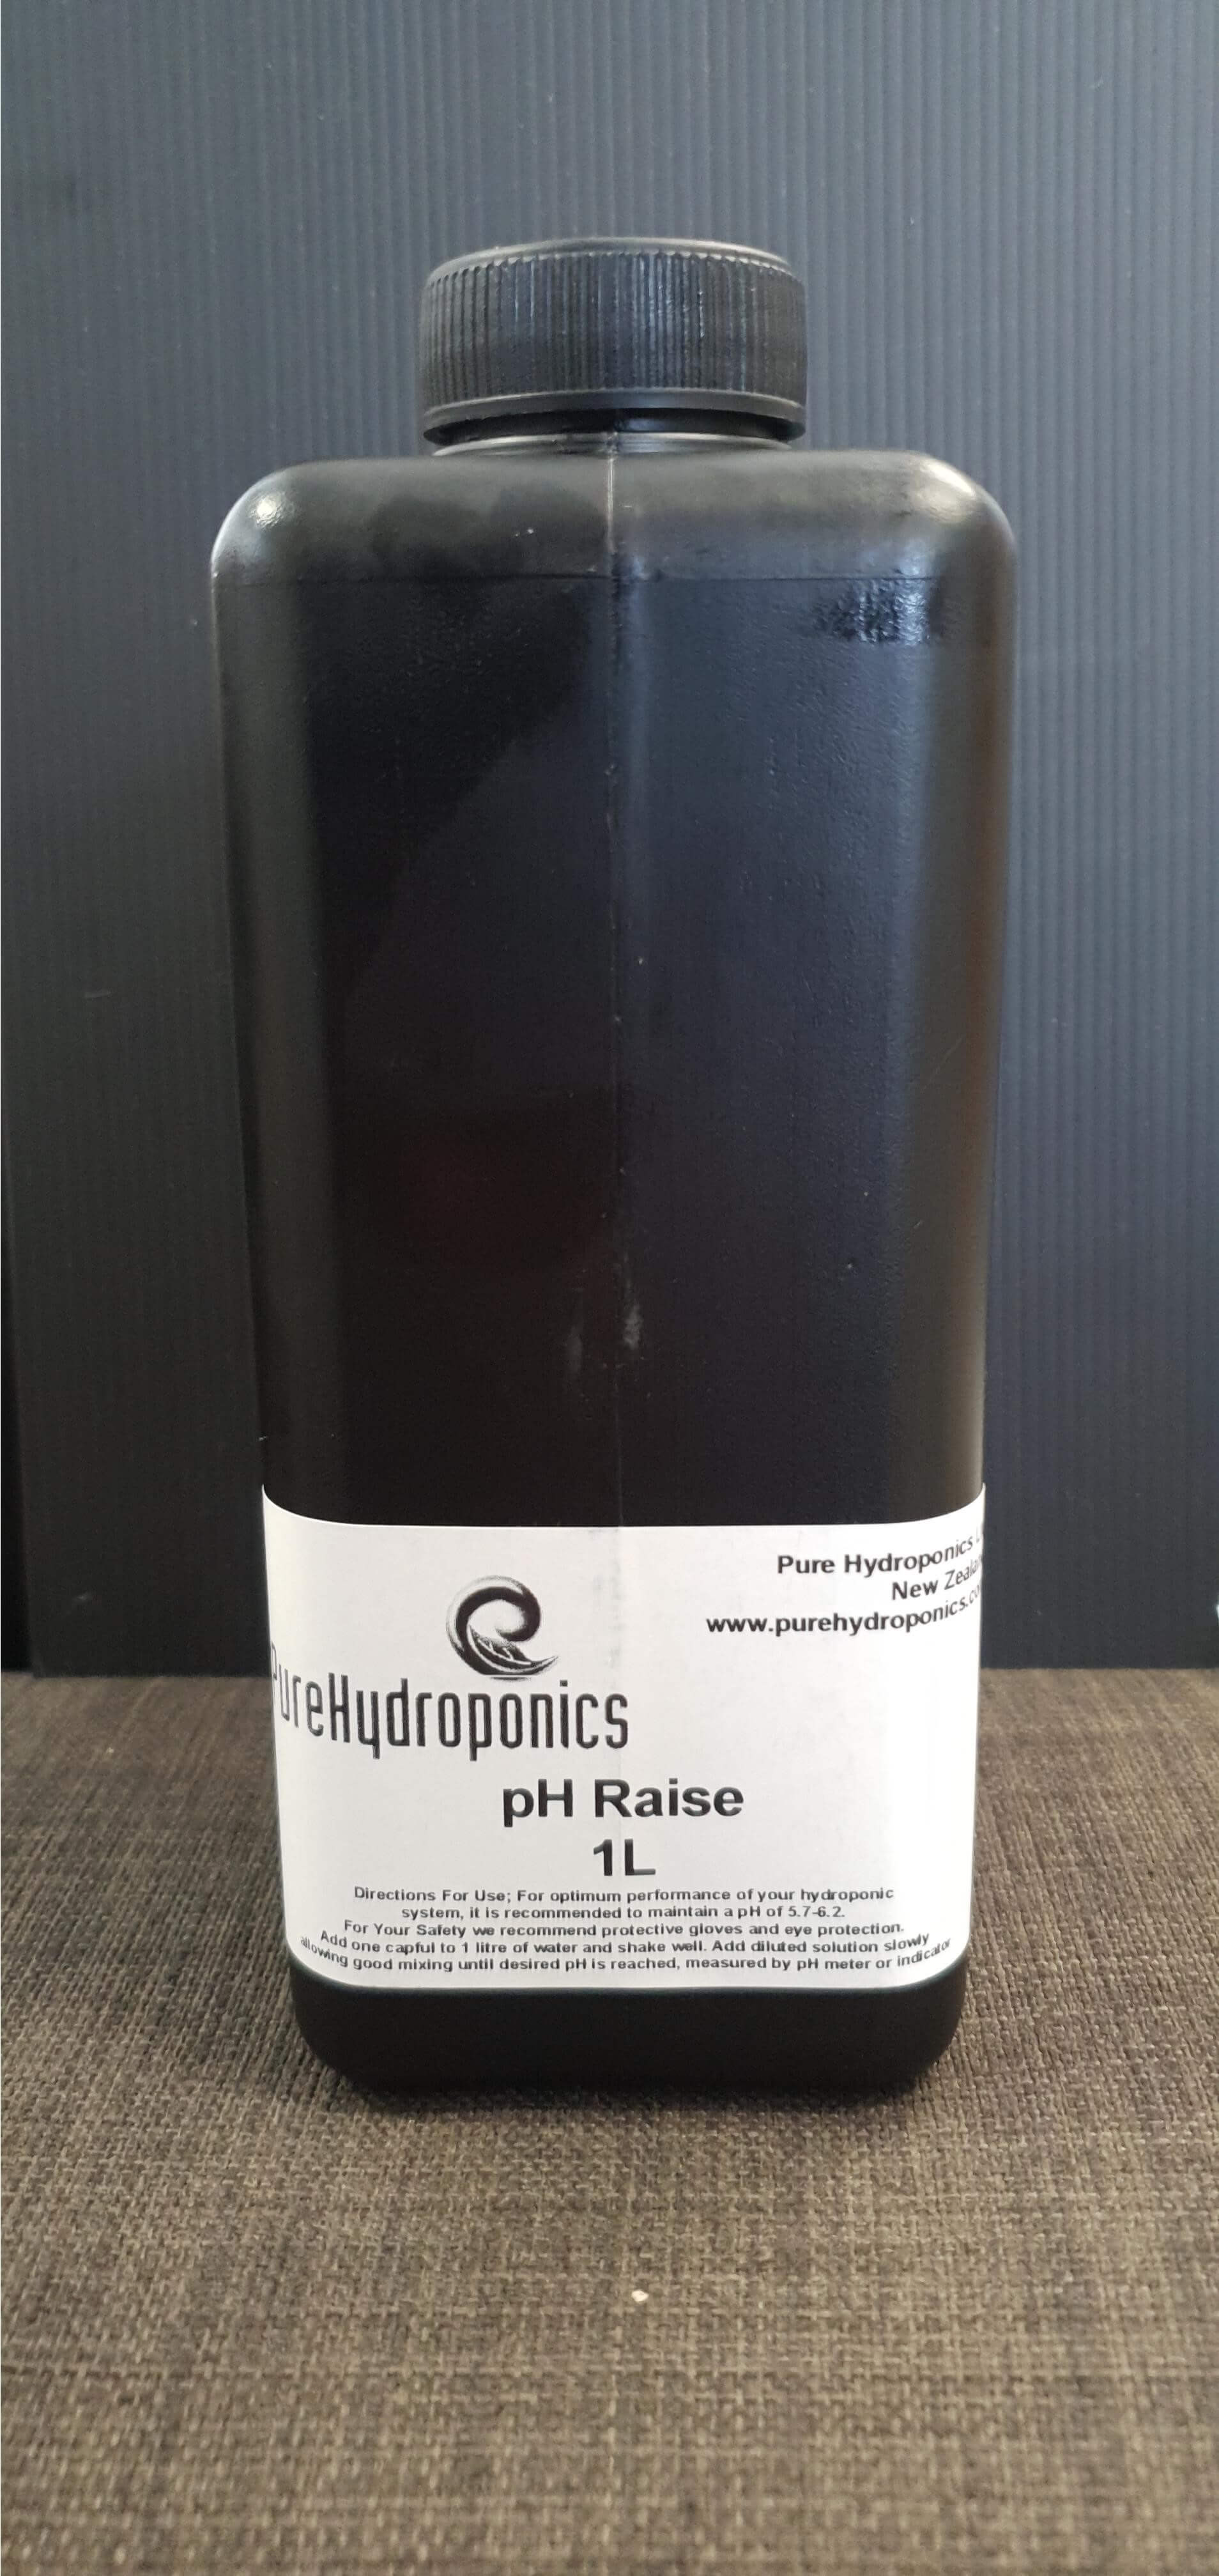 Pure Hydroponics
New
www.purehydroponics.co
PureHydroponics
pH Raise
1L
Directions For Use; For optimum performance of your hydroponic
system, it is recommended to maintain a pH of 5.7-6.2.
For Your Safety we recommend protective gloves and eye protection.
Add one capful to 1 litre of water and shake well. Add diluted solution slowly
allowing good mixing until desired pH is reached, measured by pH meter or indicator